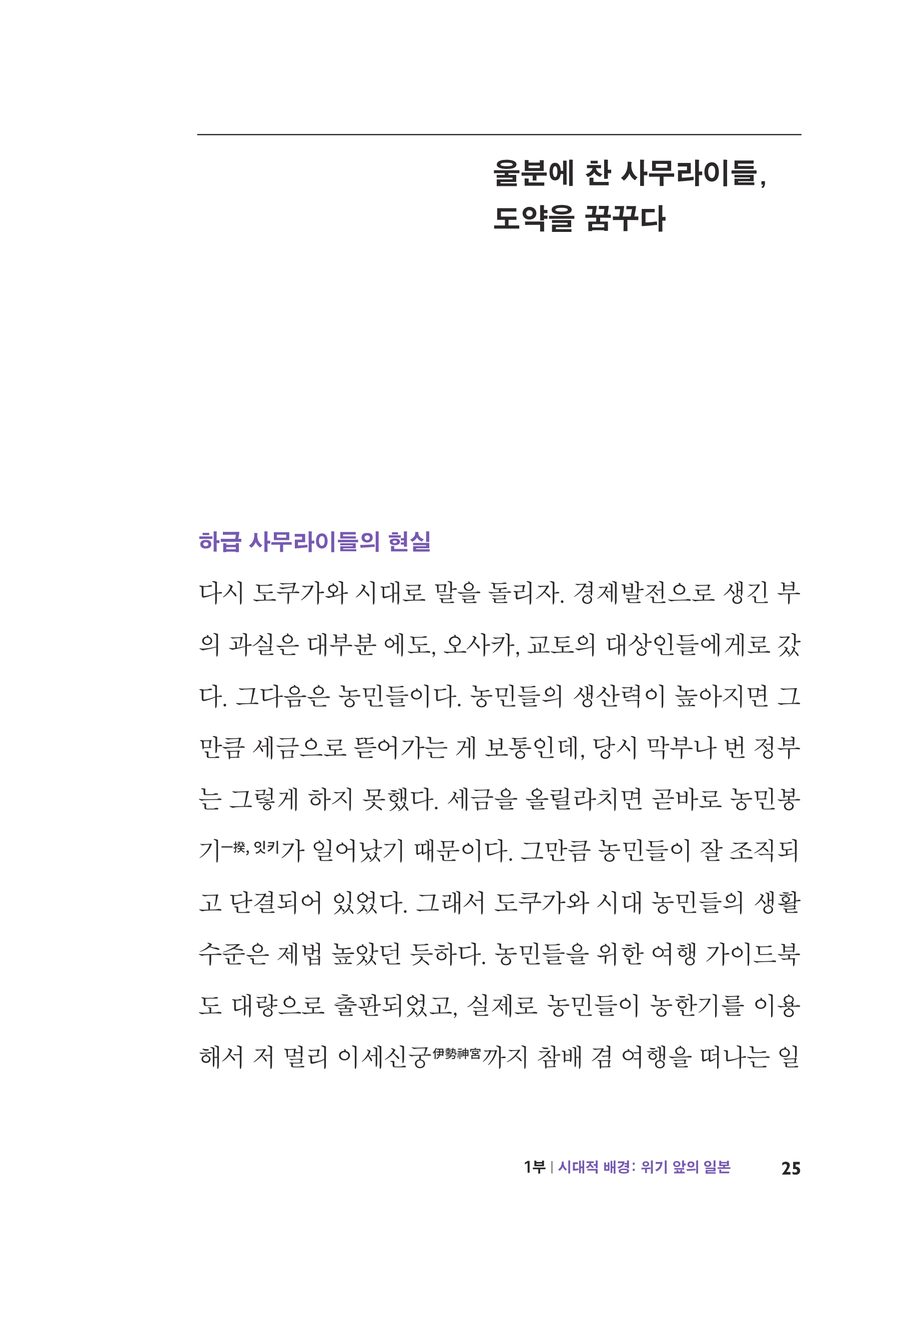 울분에 찬 사무라이들,
도약을 꿈꾸다
하급 사무라이들의 현실
다시 도쿠가와 시대로 말을 돌리자. 경제발전으로 생긴 부
의 과실은 대부분 에도, 오사카, 교토의 대상인들에게로 갔
다. 그다음은 농민들이다. 농민들의 생산력이 높아지면 그
만큼 세금으로 뜯어가는 게 보통인데, 당시 막부나 번 정부
는 그렇게 하지 못했다. 세금을 올릴라치면 곧바로 농민봉
기一揆, 잇키가 일어났기 때문이다. 그만큼 농민들이 잘 조직되
고 단결되어 있었다. 그래서 도쿠가와 시대 농민들의 생활
수준은 제법 높았던 듯하다. 농민들을 위한 여행 가이드북
도 대량으로 출판되었고, 실제로 농민들이 농한기를 이용
해서 저 멀리 이세신궁伊勢神宮까지 참배 겸 여행을 떠나는 일
1부 | 시대적 배경: 위기 앞의 일본 25